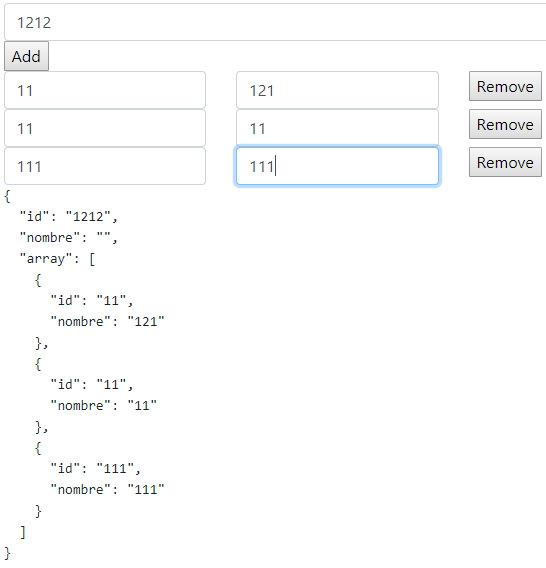 1212
Add
11 121 Remove
11 11 Remove
111 111 Remove
{
  "id": "1212",
  "nombre": "",
  "array": [
    {
      "id": "11",
      "nombre": "121"
    },
    {
      "id": "11",
      "nombre": "11"
    },
    {
      "id": "111",
      "nombre": "111"
    }
  ]
}